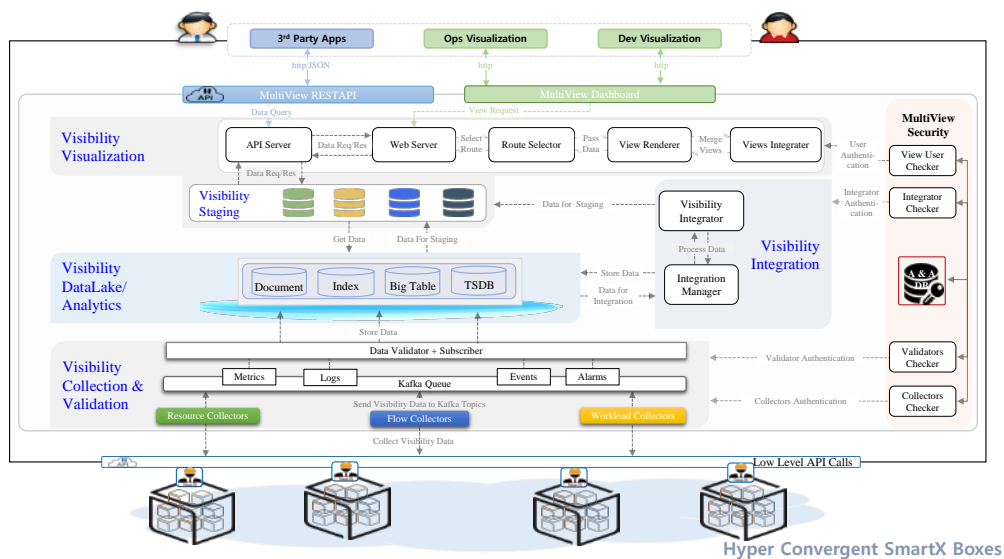 3rd Party Apps
Ops Visualization
Dev Visualization
http/JSON
http
http
API
MultiView RESTAPI
MultiView Dashboard
Data Query
View Request
MultiView
Security
Visibility
Visualization
API Server
Data Req/Res
Web Server
Select
Route
Route Selector
Pass
Data
View Renderer
Merge
Views
Views Integrater
User
Authenti-
cation
View User
Checker
Data Req/Res
Visibility
Staging
Data for Staging
Visibility
Integrator
Integrator
Authenti-
cation
Integrator
Checker
Get Data
Data For Staging
Process Data
Visibility
Integration
Visibility
DataLake/
Analytics
Document
Index
Big Table
TSDB
Store Data
Data for
Integration
Integration
Manager
A & A
DB
Store Data
Visibility
Collection &
Validation
Data Validator + Subscriber
Metrics
Logs
Events
Alarms
Kafka Queue
Validator Authentication
Validators
Checker
Send Visibility Data to Kafka Topics
Resource Collectors
Flow Collectors
Workload Collectors
Collectors Authentication
Collectors
Checker
Collect Visibility Data
API
Low Level API Calls
Hyper Convergent SmartX Boxes